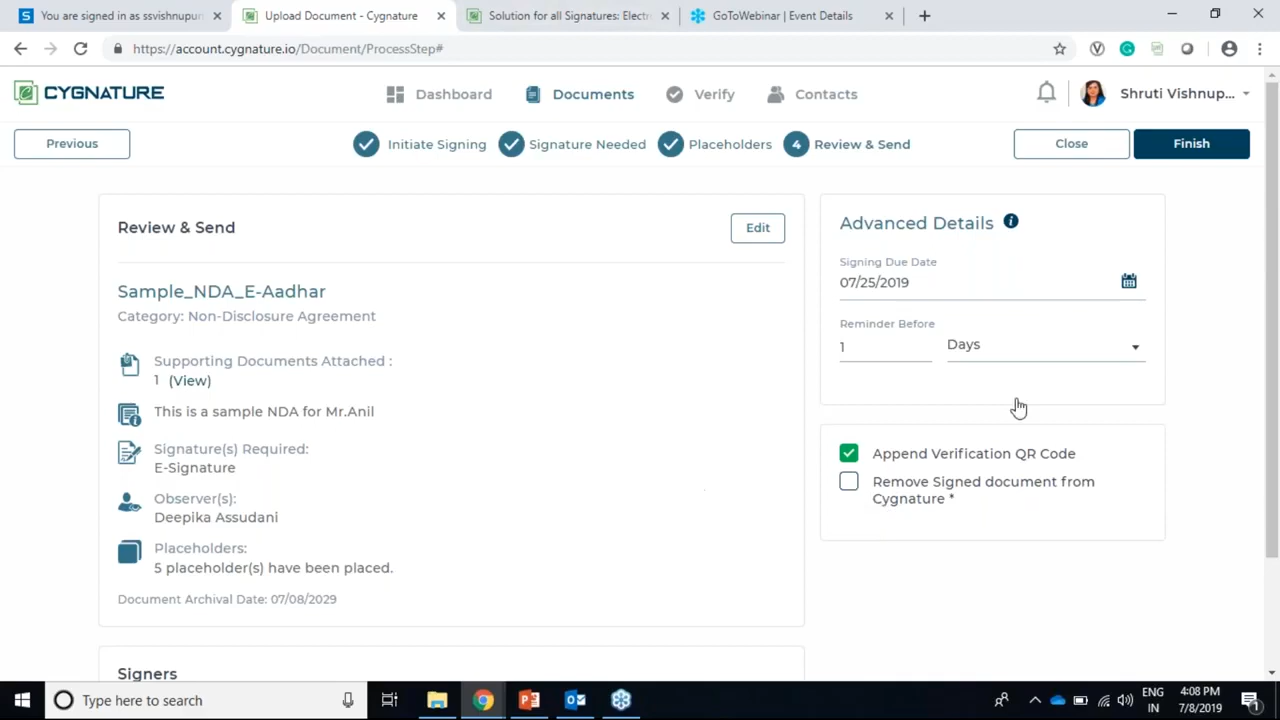 You are signed in as ssvishnupur
Upload Document - Cygnature
Solution for all Signatures: Electr
GoToWebinar | Event Details
https://account.cygnature.io/Document/ProcessStep#
CYGNATURE
Dashboard
Documents
Verify
Contacts
Shruti Vishnup...
Previous
Initiate Signing
Signature Needed
Placeholders
4 Review & Send
Close
Finish
Review & Send
Edit
Sample_NDA_E-Aadhar
Category: Non-Disclosure Agreement
Supporting Documents Attached :
1 (View)
This is a sample NDA for Mr.Anil
Signature(s) Required:
E-Signature
Observer(s):
Deepika Assudani
Placeholders:
5 placeholder(s) have been placed.
Document Archival Date: 07/08/2029
Signers
Advanced Details
Signing Due Date
07/25/2019
Reminder Before
1 Days
Append Verification QR Code
Remove Signed document from
Cygnature *
Type here to search
ENG
IN
4:08 PM
7/8/2019
1